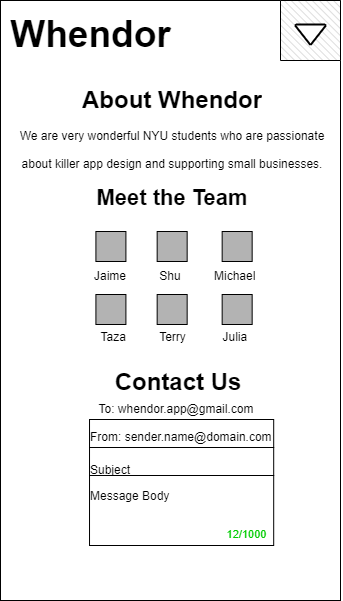 Whendor
About Whendor
We are very wonderful NYU students who are passionate
about killer app design and supporting small businesses.
Meet the Team
Jaime Shu Michael
Taza Terry Julia
Contact Us
To: whendor.app@gmail.com
From: sender.name@domain.com
Subject
Message Body
12/1000